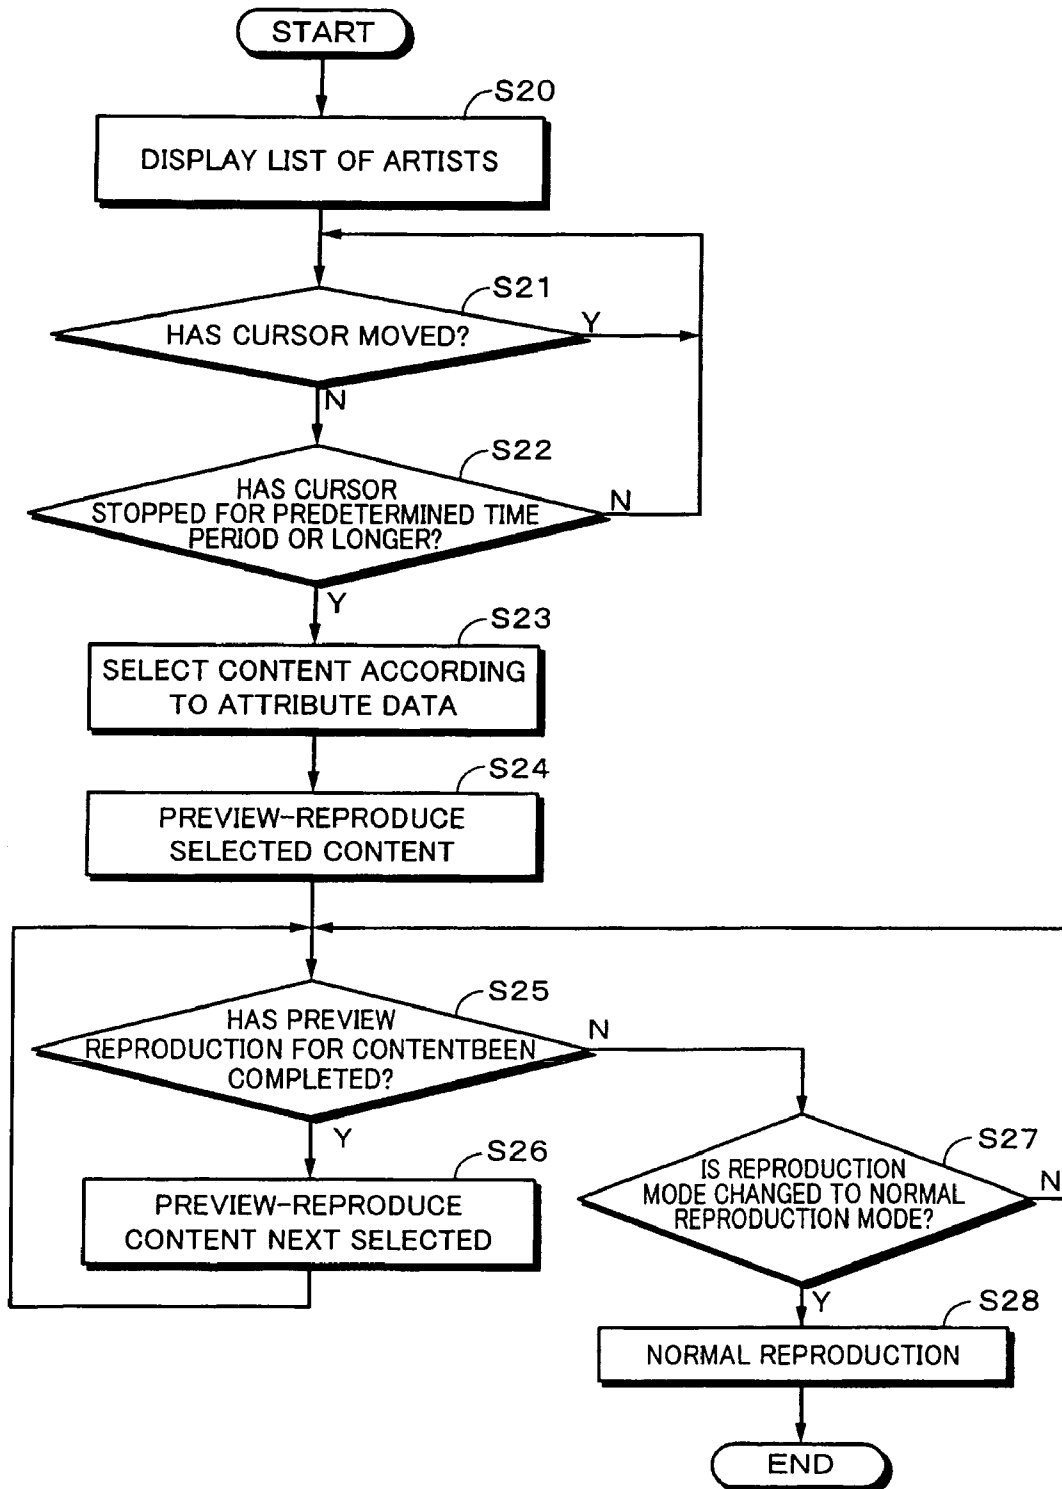 START
S20
DISPLAY LIST OF ARTISTS
S21
HAS CURSOR MOVED?
Y
N
S22
HAS CURSOR
STOPPED FOR PREDETERMINED TIME
PERIOD OR LONGER?
N
Y
S23
SELECT CONTENT ACCORDING
TO ATTRIBUTE DATA
S24
PREVIEW-REPRODUCE
SELECTED CONTENT
S25
HAS PREVIEW
REPRODUCTION FOR CONTENTBEEN
COMPLETED?
N
Y
S26
PREVIEW-REPRODUCE
CONTENT NEXT SELECTED
S27
IS REPRODUCTION
MODE CHANGED TO NORMAL
REPRODUCTION MODE?
N
Y
S28
NORMAL REPRODUCTION
END